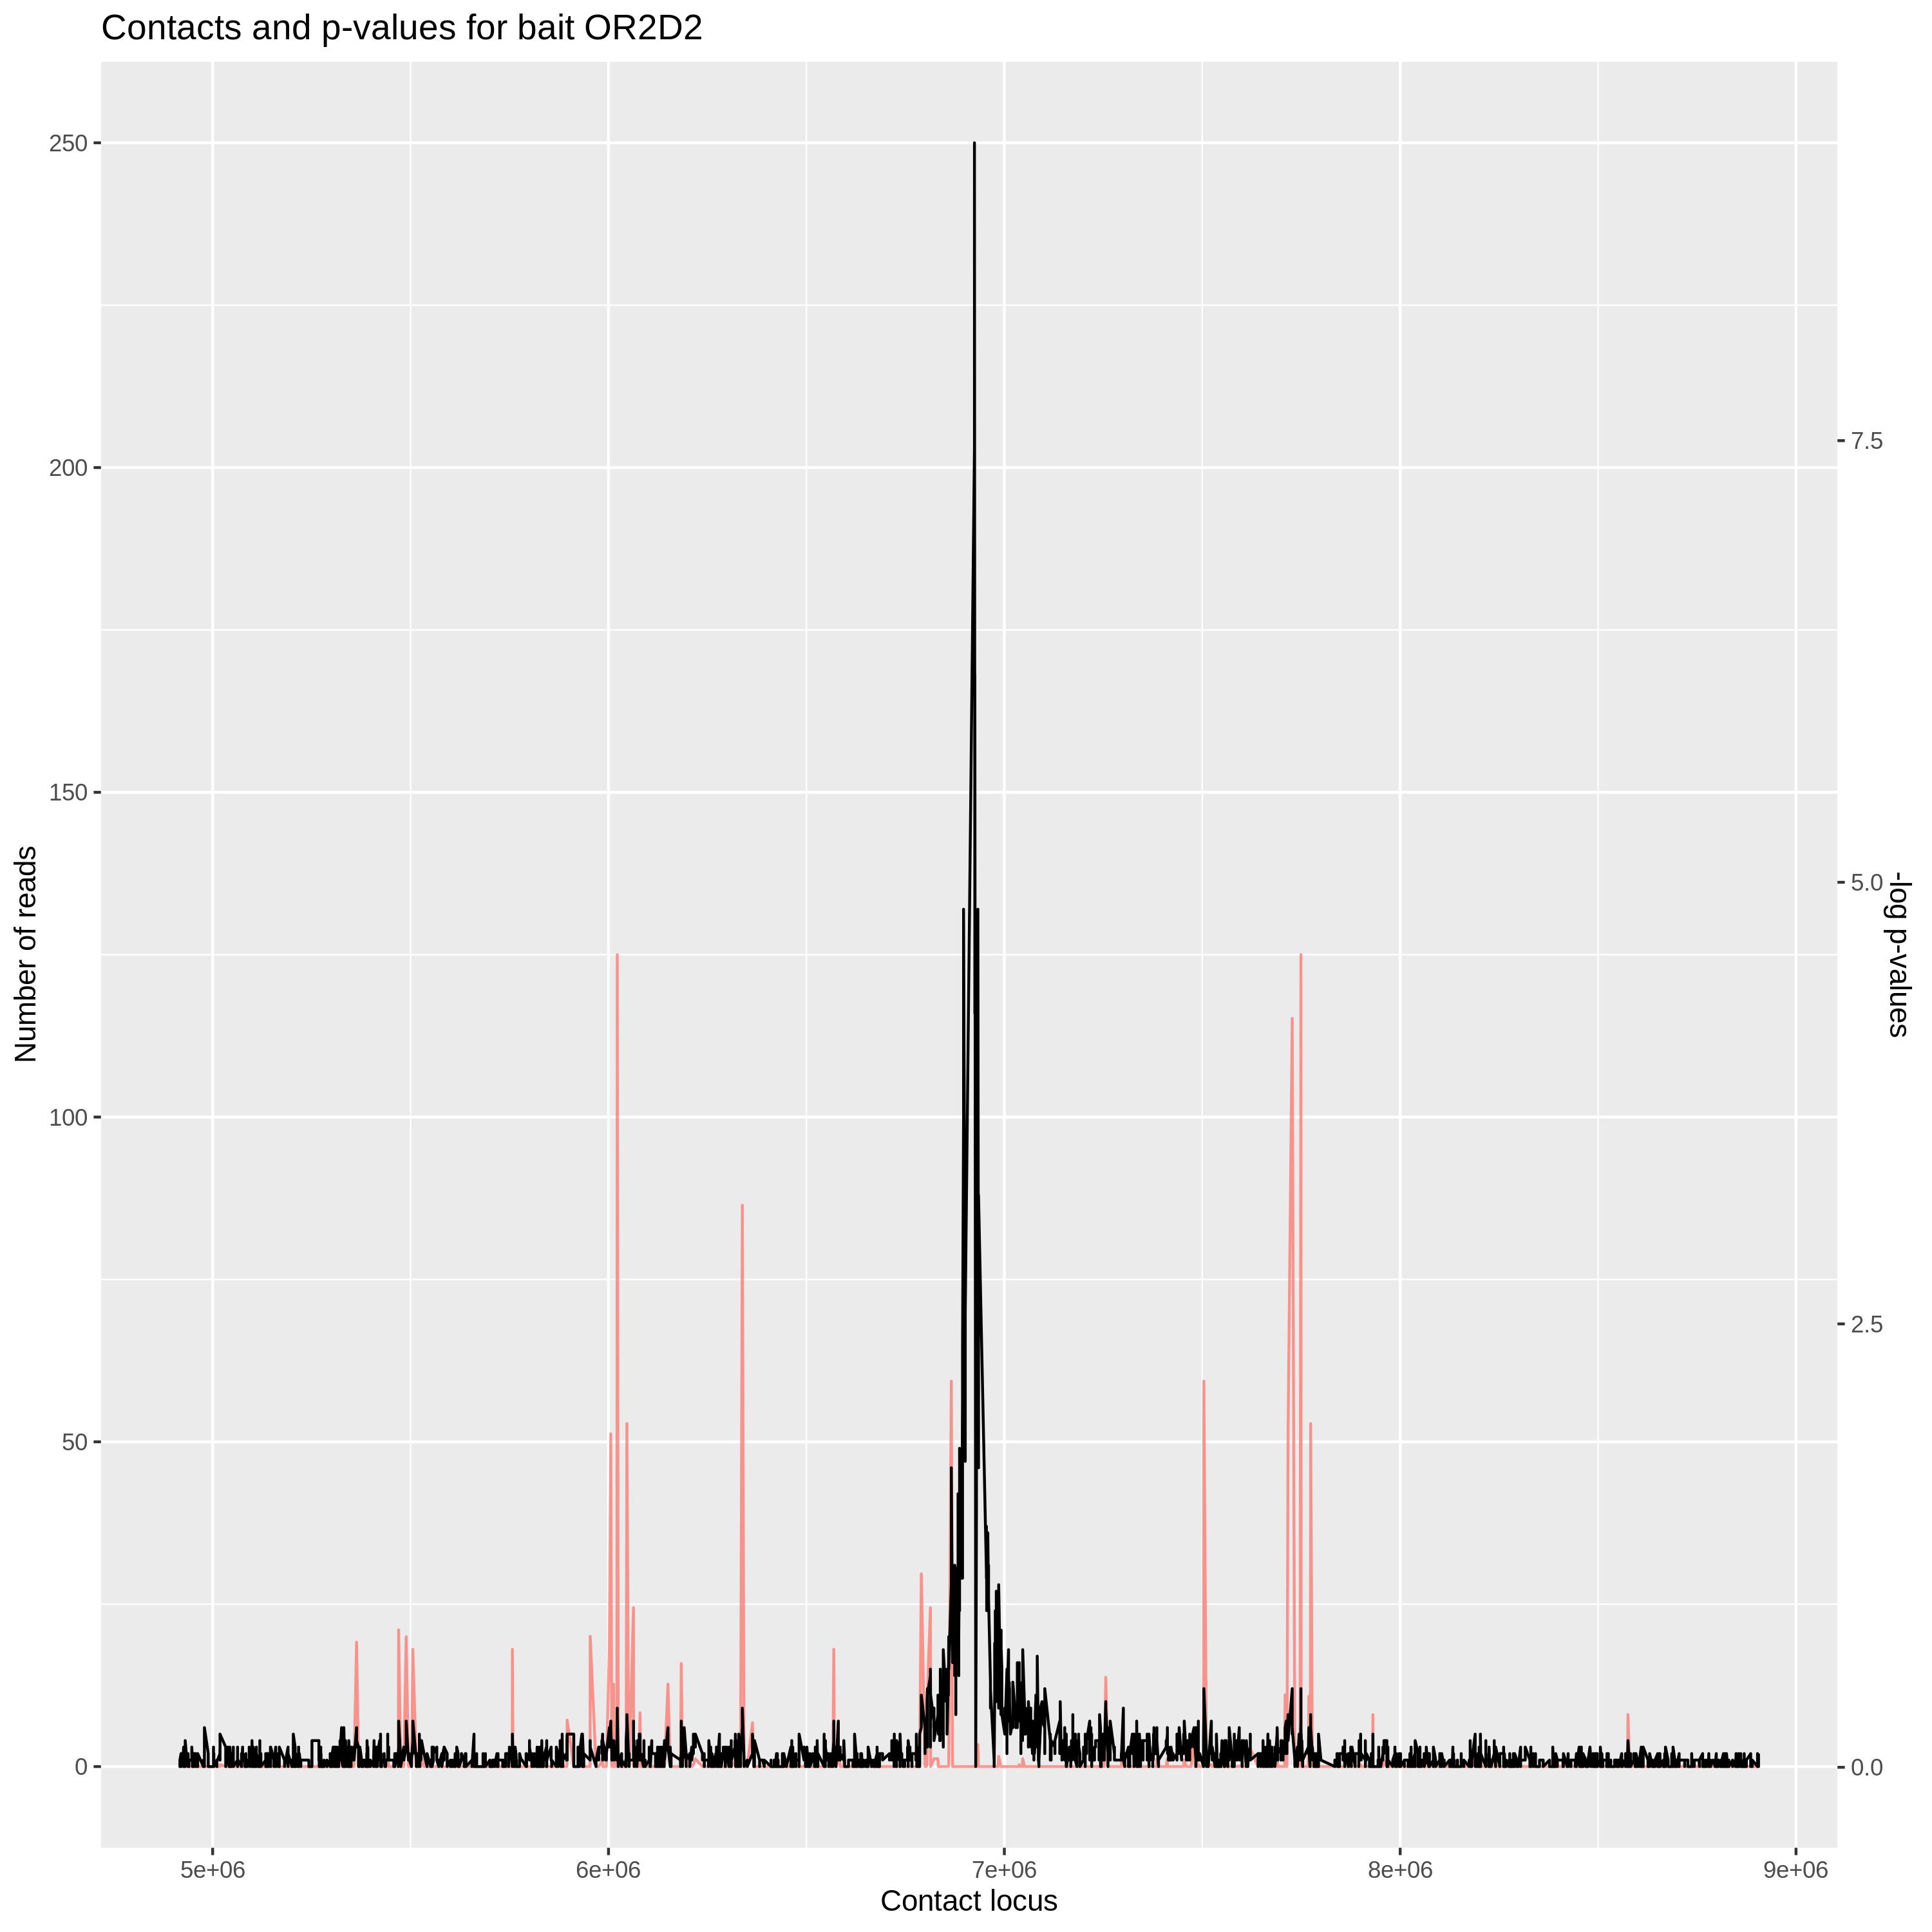 Contacts and p-values for bait OR2D2
250
200
150
100
50
0
Number of reads
7.5
5.0
2.5
0.0
-log p-values
5e+06
6e+06
7e+06
8e+06
9e+06
Contact locus